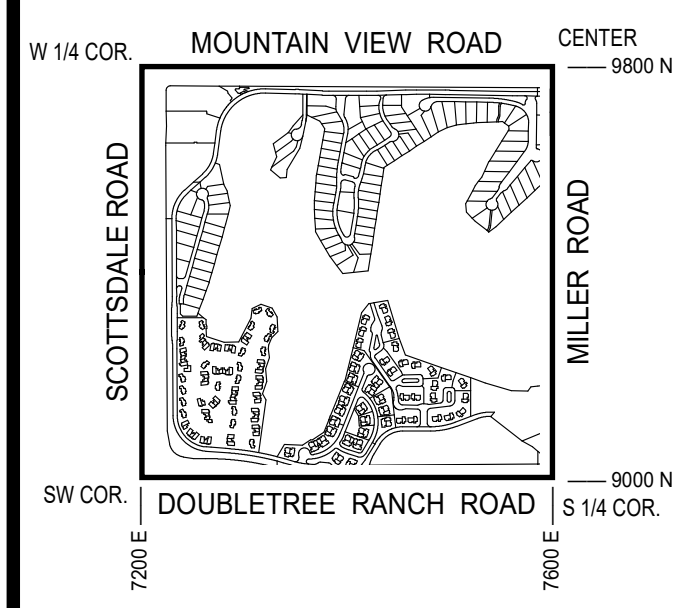 W 1/4 COR.
MOUNTAIN VIEW ROAD
CENTER
9800 N
SCOTTSDALE ROAD
MILLER ROAD
9000 N
SW COR.
DOUBLETREE RANCH ROAD
S 1/4 COR.
7200 E
7600 E